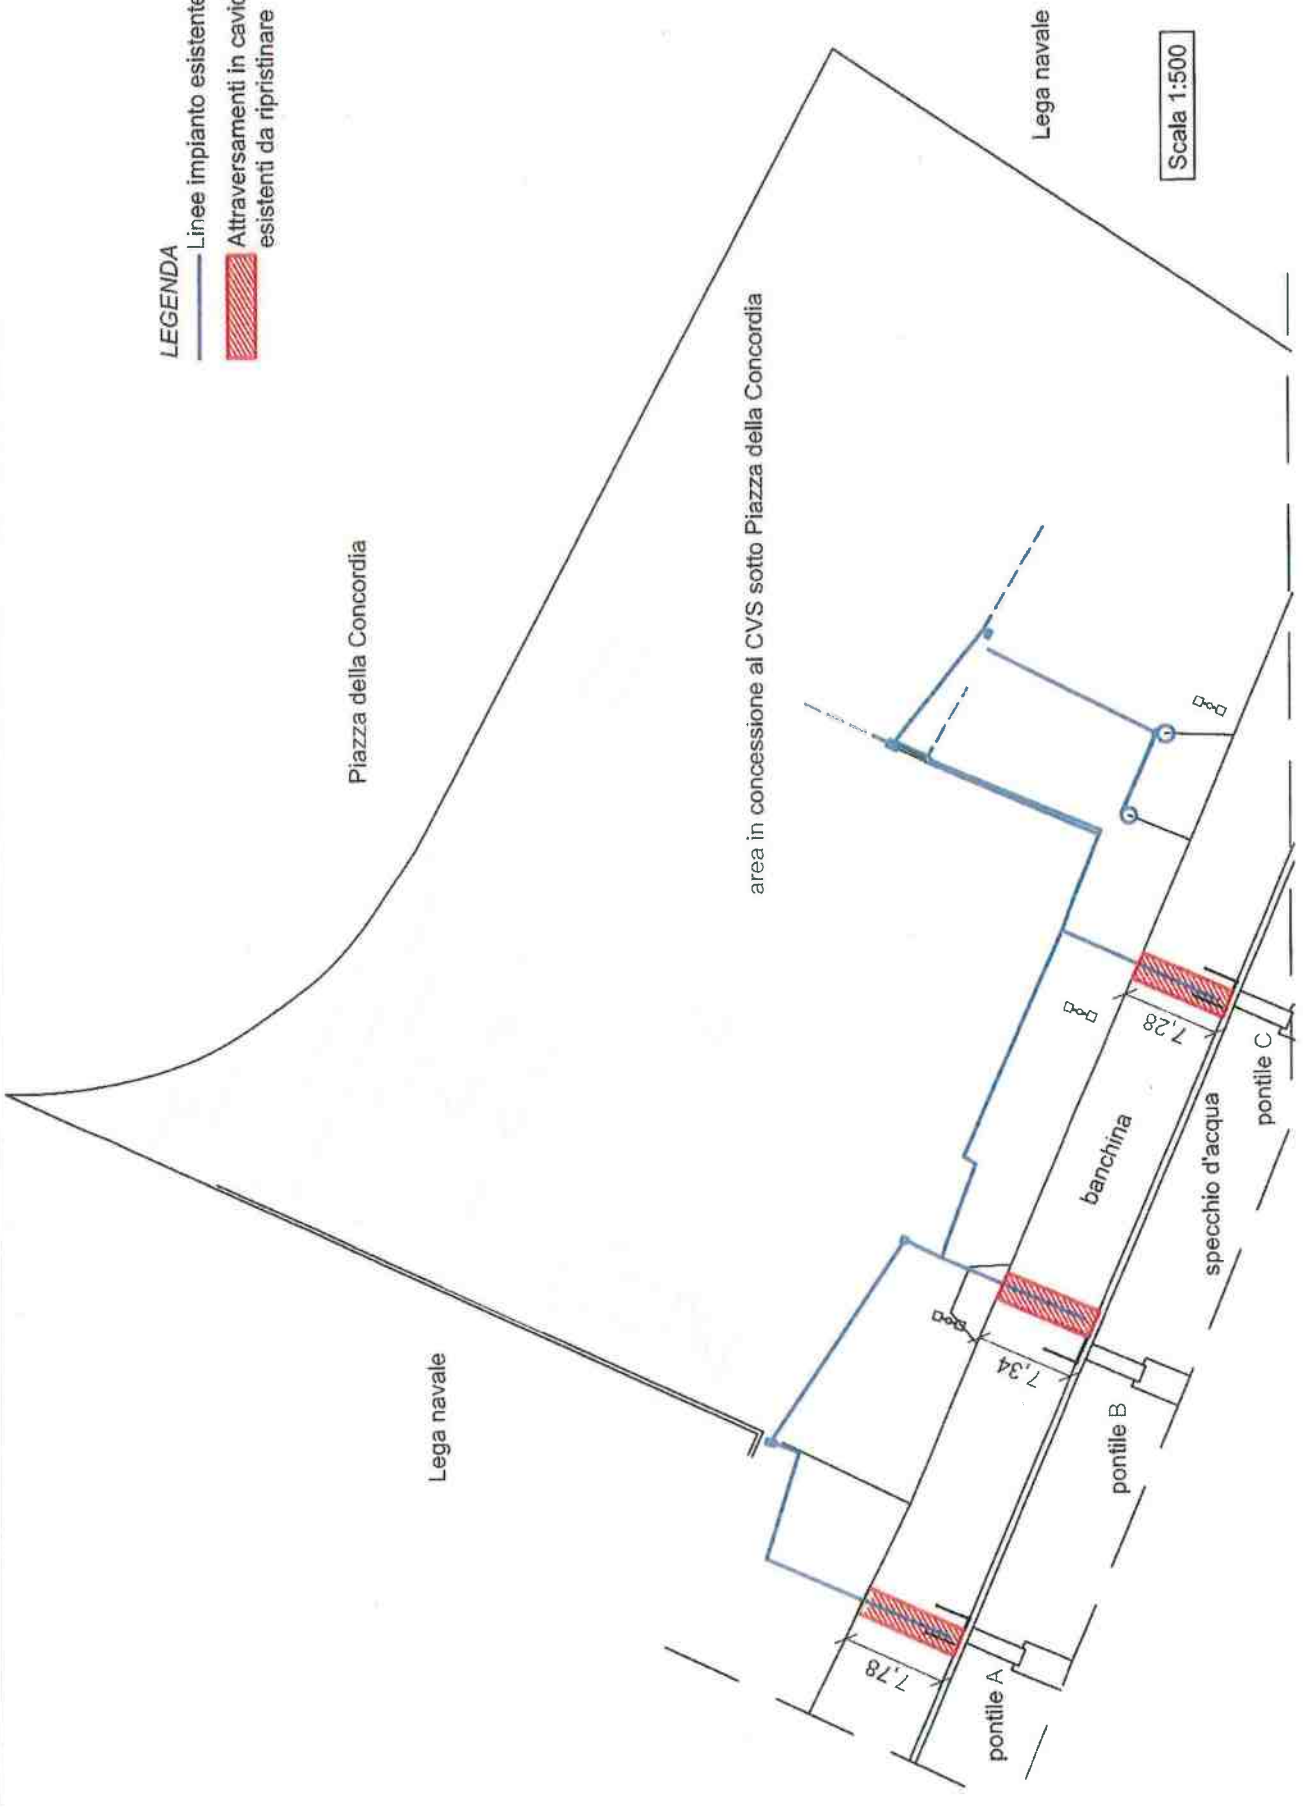 LEGENDA
Linee impianto esistente
Attraversamenti in
esistenti da ripristinare
Piazza della Concordia
Lega navale
area in concessione al CVS sotto Piazza della Concordia
Lega navale
Scala 1:500
7,78
7,34
7,28
banchina
specchio d'acqua
pontile A
pontile B
pontile C